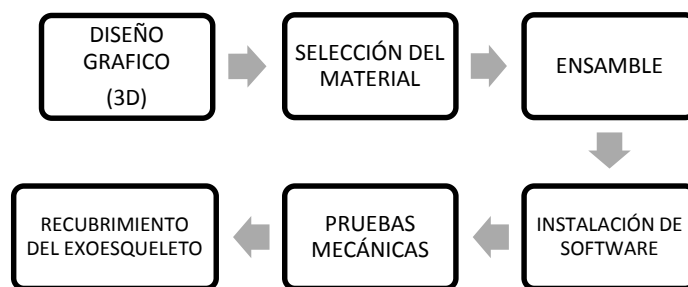 DISEÑO
GRAFICO
(3D)
SELECCIÓN DEL
MATERIAL
ENSAMBLE
INSTALACIÓN DE
SOFTWARE
PRUEBAS
MECÁNICAS
RECUBRIMIENTO
DEL EXOESQUELETO